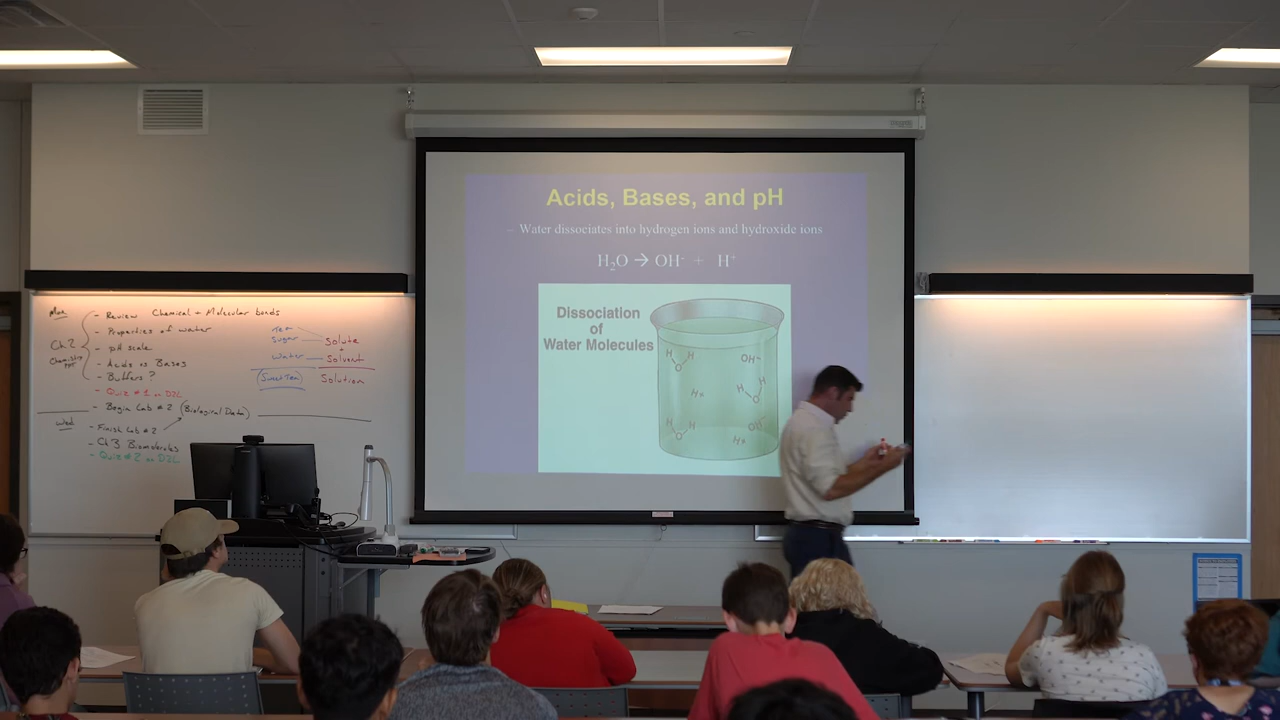 Acids, Bases, and pH
– Water dissociates into hydrogen ions and hydroxide ions
H₂O → OH⁻ + H⁺
Dissociation
of
Water Molecules
H H
O
OH⁻
H+
H H
O
H H
O
OH⁻
H+
Mon
Ch. 2
Chemistry
- Review Chemical + Molecular bonds
- Properties of water
- pH scale
- Acids vs Bases
- Buffers?
- Quiz #1 on D2L
- Begin Lab #2 (Biological Data)
Wed
- Finish Lab #2
- Ch 3 Biomolecules
- Quiz #2 on D2L
Tea
Sugar
Solute
+
Water — Solvent
Sweet Tea
Solution